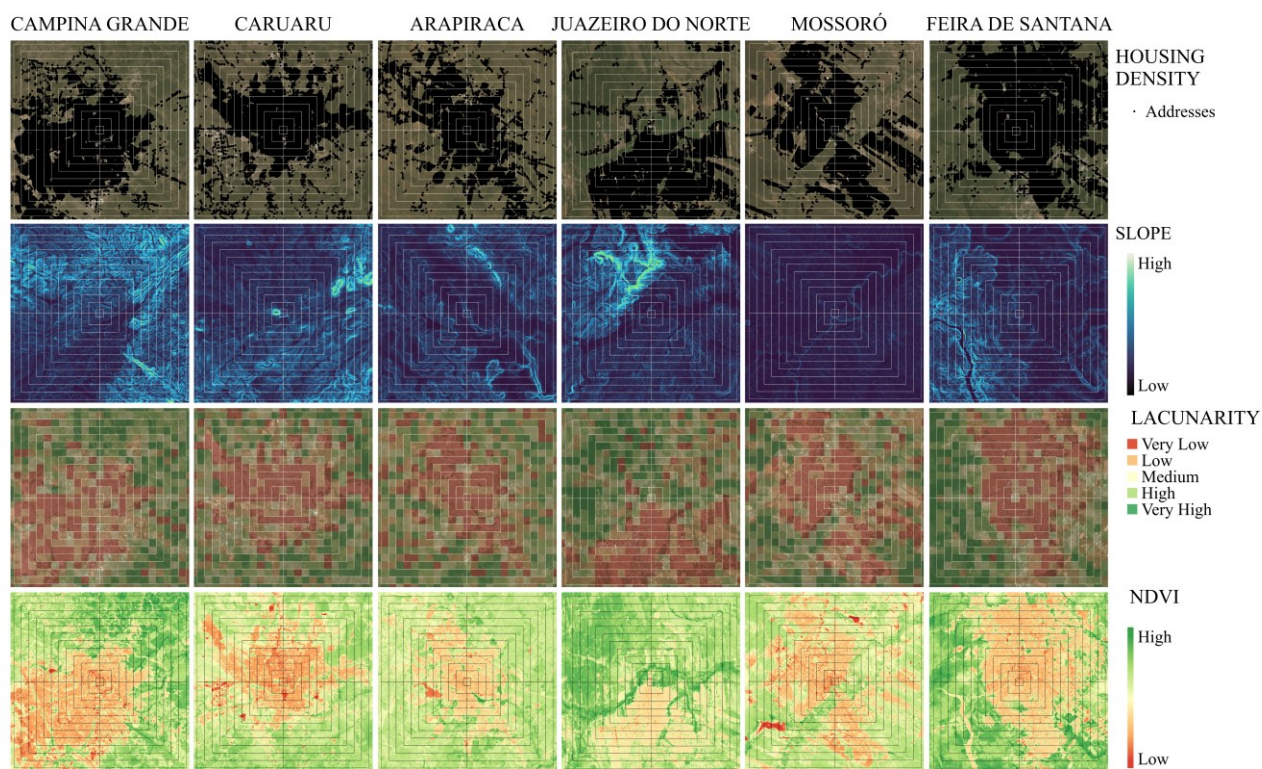 CAMPINA GRANDE
CARUARU
ARAPIRACA
JUAZEIRO DO NORTE
MOSSORÓ
FEIRA DE SANTANA
HOUSING
DENSITY
· Addresses
SLOPE
High
Low
LACUNARITY
Very Low
Low
Medium
High
Very High
NDVI
High
Low